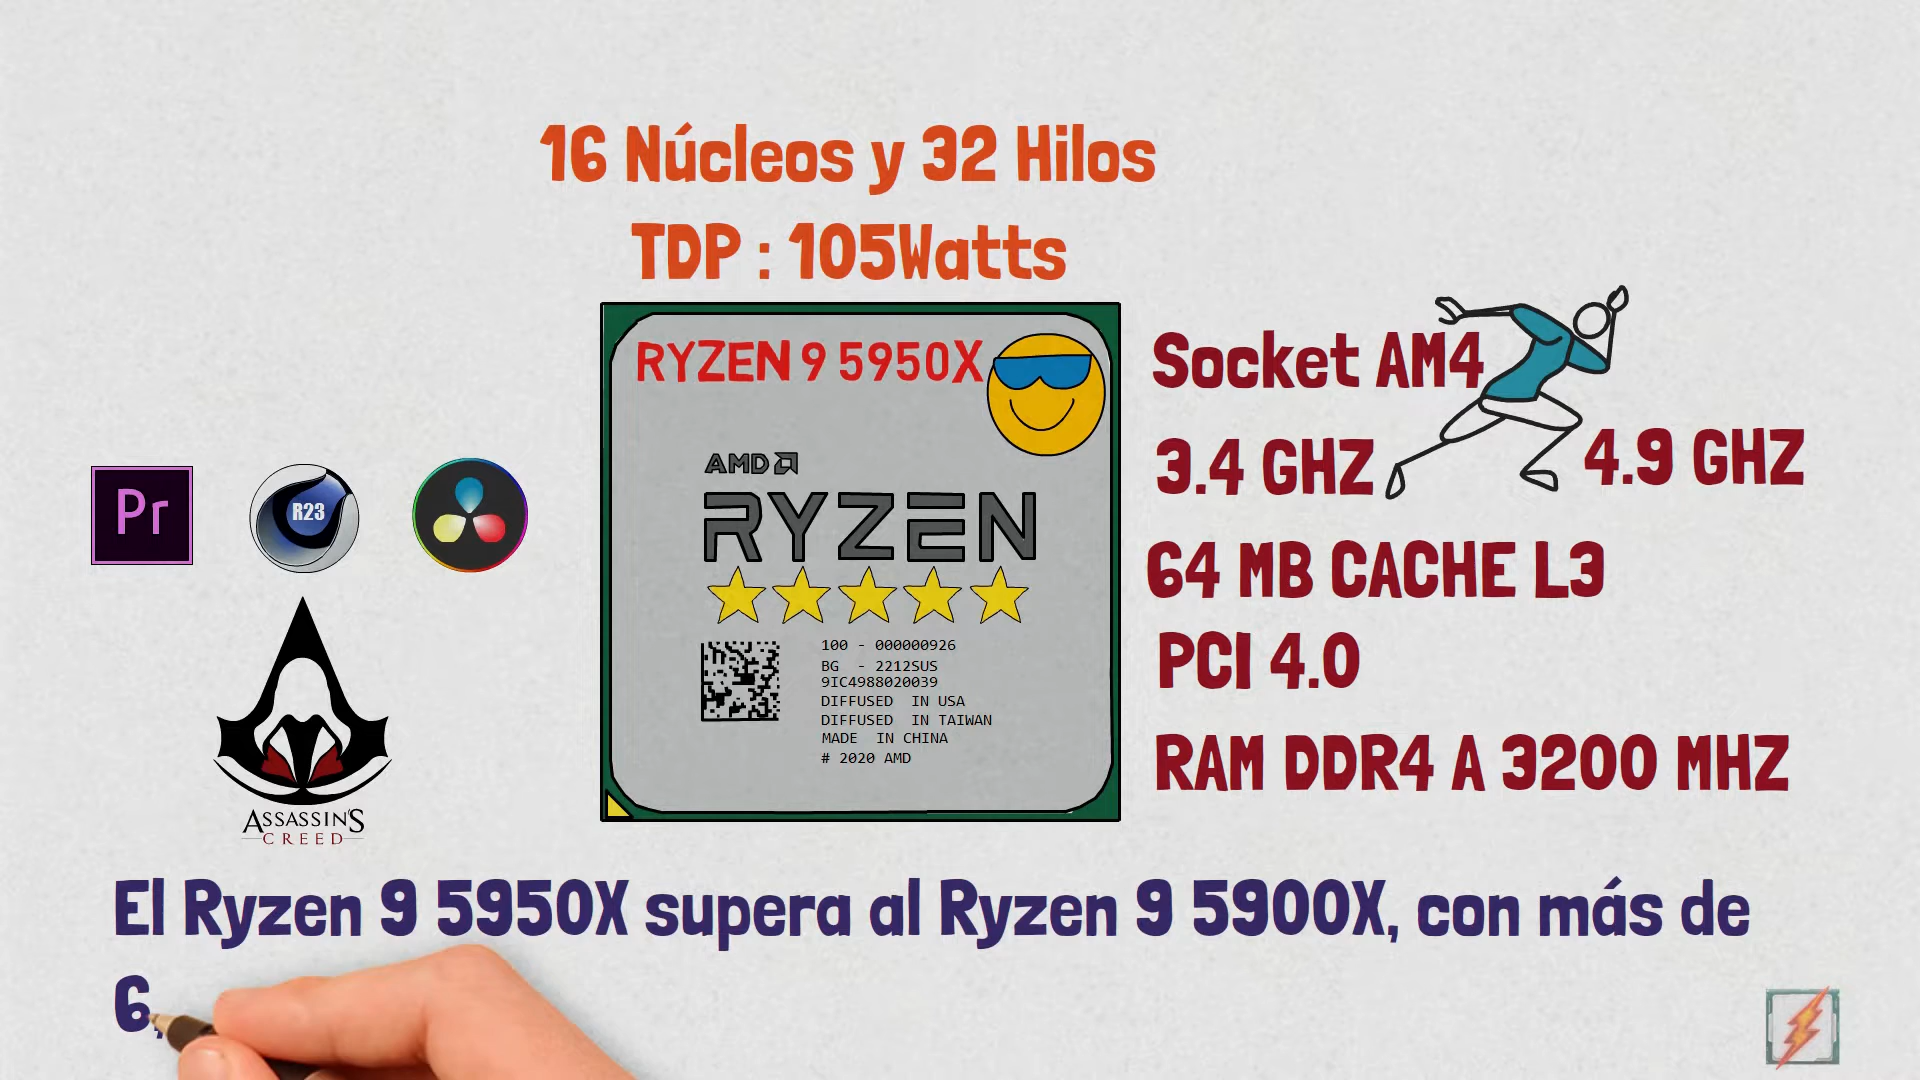 16 Núcleos y 32 Hilos
TDP : 105Watts
RYZEN 9 5950X
AMD
RYZEN
100 - 000000926
BG - 2212SUS
9IC4988020039
DIFFUSED IN USA
DIFFUSED IN TAIWAN
MADE IN CHINA
# 2020 AMD
Socket AM4
3.4 GHZ
4.9 GHZ
64 MB CACHE L3
PCI 4.0
RAM DDR4 A 3200 MHZ
Pr
R23
ASSASSIN'S
CREED
El Ryzen 9 5950X supera al Ryzen 9 5900X, con más de
6,